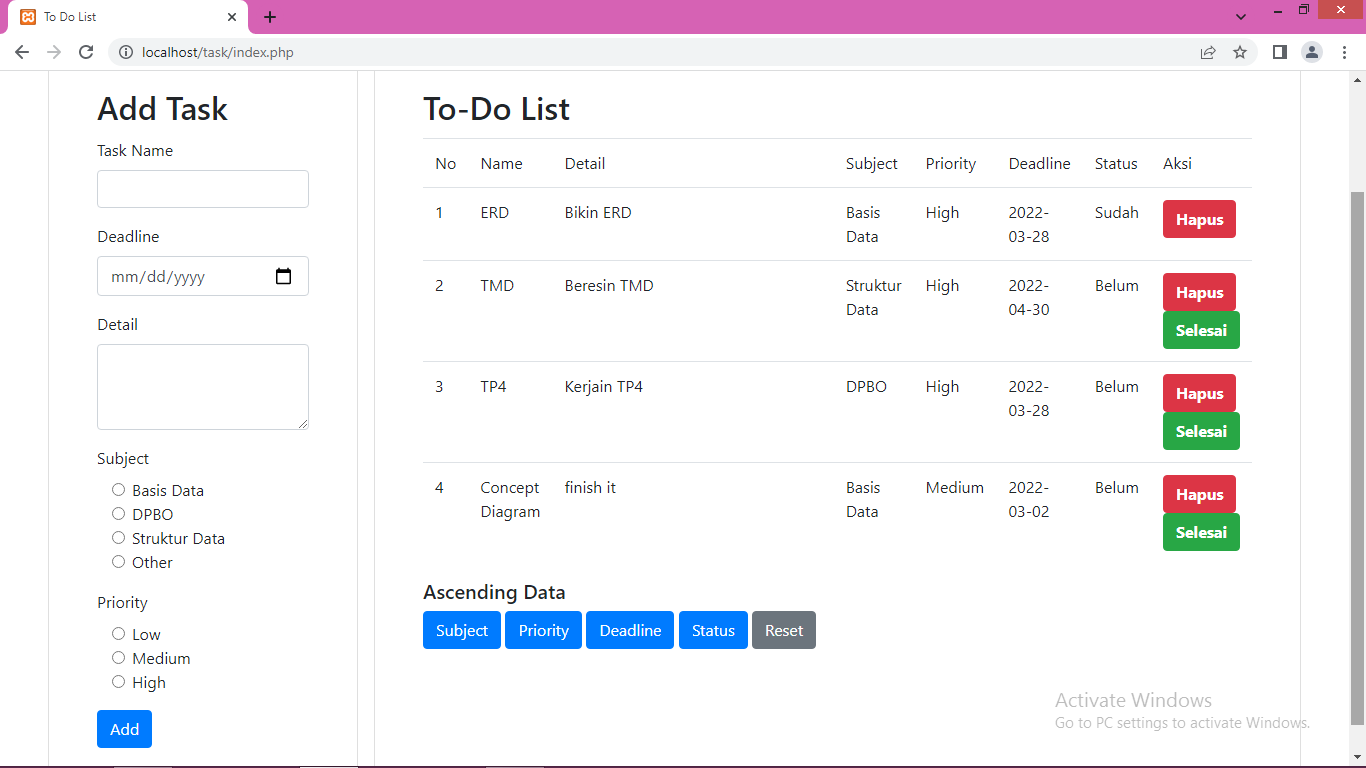 To Do List
localhost/task/index.php
Add Task
Task Name
Deadline
mm/dd/yyyy
Detail
Subject
Basis Data
DPBO
Struktur Data
Other
Priority
Low
Medium
High
Add
To-Do List
No Name Detail Subject Priority Deadline Status Aksi
1 ERD Bikin ERD Basis High 2022- Sudah Hapus
Data 03-28
2 TMD Beresin TMD Struktur High 2022- Belum Hapus
Data 04-30 Selesai
3 TP4 Kerjain TP4 DPBO High 2022- Belum Hapus
03-28 Selesai
4 Concept finish it Basis Medium 2022- Belum Hapus
Diagram Data 03-02 Selesai
Ascending Data
Subject Priority Deadline Status Reset
Activate Windows
Go to PC settings to activate Windows.